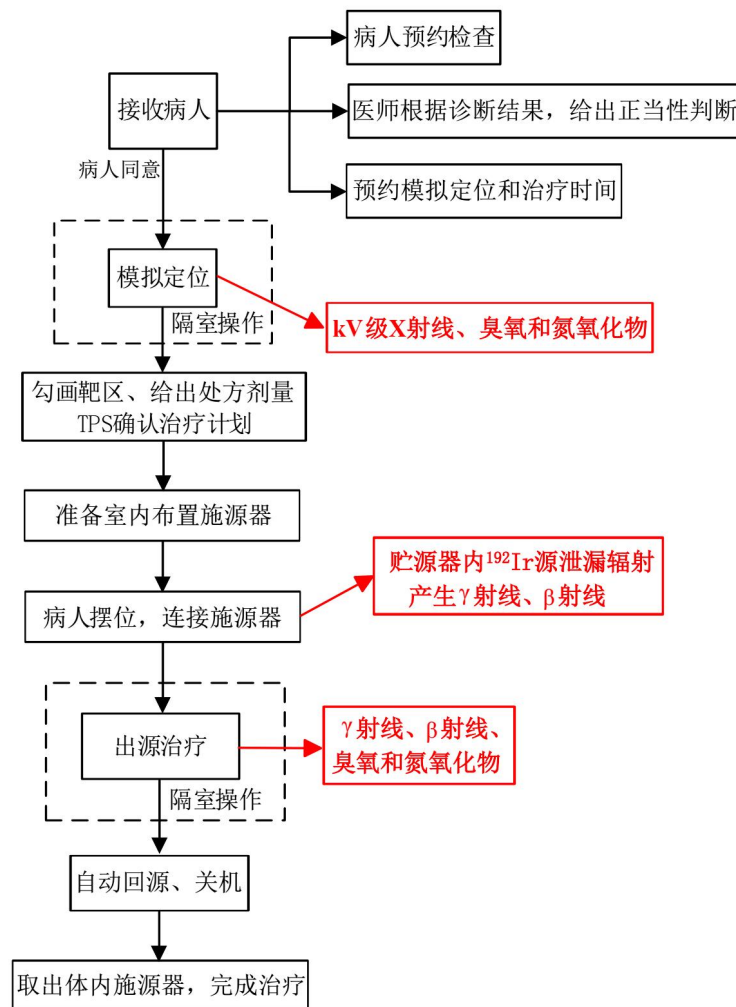 病人预约检查
接收病人
医师根据诊断结果，给出正当性判断
病人同意
预约模拟定位和治疗时间
模拟定位
隔室操作
kV级X射线、臭氧和氮氧化物
勾画靶区、给出处方剂量
TPS确认治疗计划
准备室内布置施源器
贮源器内¹⁹²Ir源泄漏辐射
产生γ射线、β射线
病人摆位，连接施源器
出源治疗
γ射线、β射线、
臭氧和氮氧化物
隔室操作
自动回源、关机
取出体内施源器，完成治疗